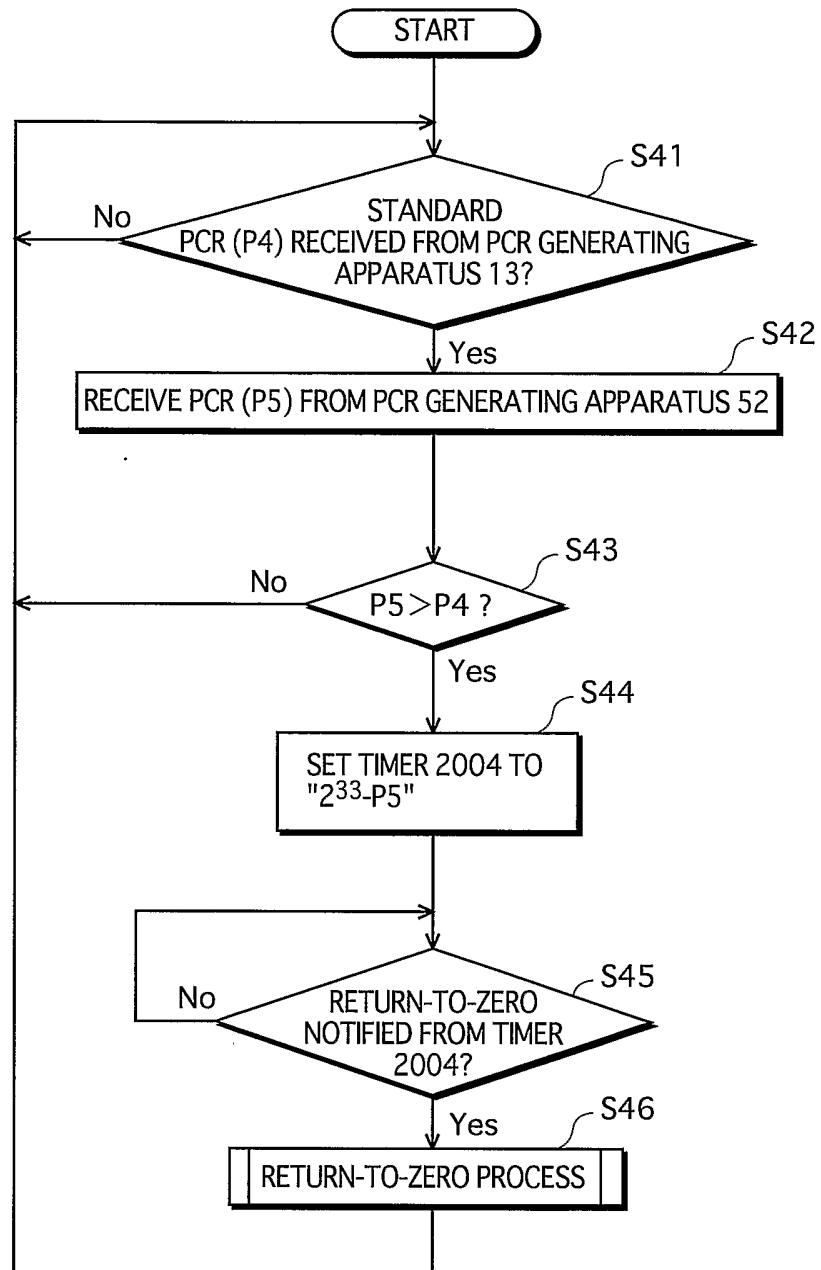 START
S41
No
STANDARD
PCR (P4) RECEIVED FROM PCR GENERATING
APPARATUS 13?
Yes
S42
RECEIVE PCR (P5) FROM PCR GENERATING APPARATUS 52
S43
No
P5>P4 ?
Yes
S44
SET TIMER 2004 TO
"2³³-P5"
S45
No
RETURN-TO-ZERO
NOTIFIED FROM TIMER
2004?
Yes
S46
RETURN-TO-ZERO PROCESS